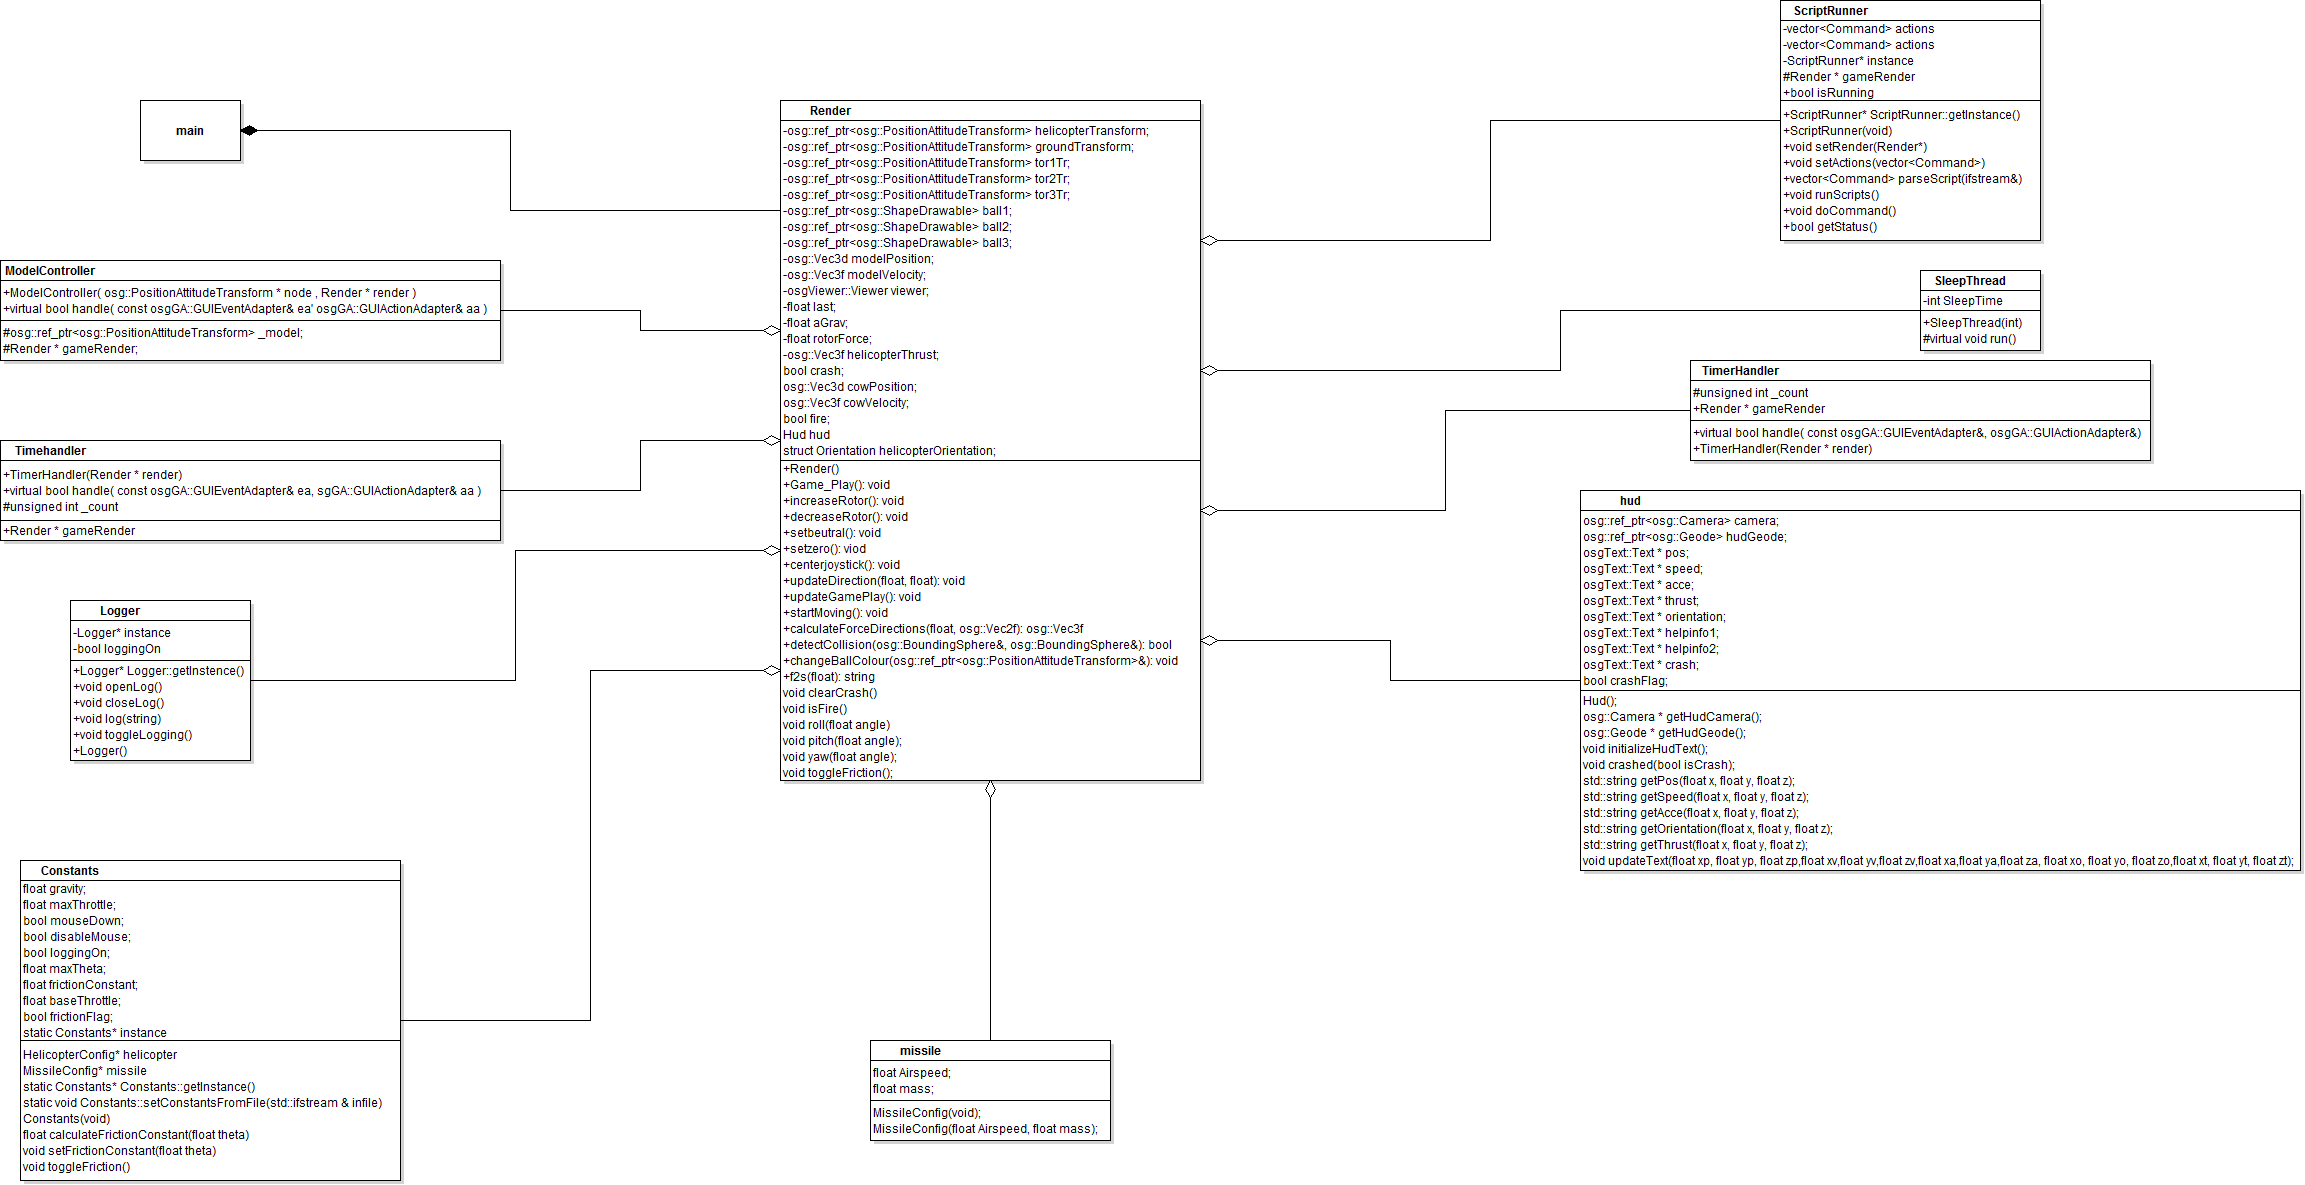 main
ModelController
+ModelController( osg::PositionAttitudeTransform * node , Render * render )
+virtual bool handle( const osgGA::GUIEventAdapter& ea' osgGA::GUIActionAdapter& aa )
#osg::ref_ptr<osg::PositionAttitudeTransform> _model;
#Render * gameRender;
Timehandler
+TimerHandler(Render * render)
+virtual bool handle( const osgGA::GUIEventAdapter& ea, sgGA::GUIActionAdapter& aa )
#unsigned int _count
+Render * gameRender
Logger
-Logger* instance
-bool loggingOn
+Logger* Logger::getInstence()
+void openLog()
+void closeLog()
+void log(string)
+void toggleLogging()
+Logger()
Constants
float gravity;
float maxThrottle;
bool mouseDown;
bool disableMouse;
bool loggingOn;
float maxTheta;
float frictionConstant;
float baseThrottle;
bool frictionFlag;
static Constants* instance
HelicopterConfig* helicopter
MissileConfig* missile
static Constants* Constants::getInstance()
static void Constants::setConstantsFromFile(std::ifstream & infile)
Constants(void)
float calculateFrictionConstant(float theta)
void setFrictionConstant(float theta)
void toggleFriction()
Render
-osg::ref_ptr<osg::PositionAttitudeTransform> helicopterTransform;
-osg::ref_ptr<osg::PositionAttitudeTransform> groundTransform;
-osg::ref_ptr<osg::PositionAttitudeTransform> tor1Tr;
-osg::ref_ptr<osg::PositionAttitudeTransform> tor2Tr;
-osg::ref_ptr<osg::PositionAttitudeTransform> tor3Tr;
-osg::ref_ptr<osg::ShapeDrawable> ball1;
-osg::ref_ptr<osg::ShapeDrawable> ball2;
-osg::ref_ptr<osg::ShapeDrawable> ball3;
-osg::Vec3d modelPosition;
-osg::Vec3f modelVelocity;
-osgViewer::Viewer viewer;
-float last;
-float aGrav;
-float rotorForce;
-osg::Vec3f helicopterThrust;
bool crash;
osg::Vec3d cowPosition;
osg::Vec3f cowVelocity;
bool fire;
Hud hud
struct Orientation helicopterOrientation;
+Render()
+Game_Play(): void
+increaseRotor(): void
+decreaseRotor(): void
+setbeutral(): void
+setzero(): viod
+centerjoystick(): void
+updateDirection(float, float): void
+updateGamePlay(): void
+startMoving(): void
+calculateForceDirections(float, osg::Vec2f): osg::Vec3f
+detectCollision(osg::BoundingSphere&, osg::BoundingSphere&): bool
+changeBallColour(osg::ref_ptr<osg::PositionAttitudeTransform>&): void
+f2s(float): string
void clearCrash()
void isFire()
void roll(float angle)
void pitch(float angle);
void yaw(float angle);
void toggleFriction();
missile
float Airspeed;
float mass;
MissileConfig(void);
MissileConfig(float Airspeed, float mass);
ScriptRunner
-vector<Command> actions
-vector<Command> actions
-ScriptRunner* instance
#Render * gameRender
+bool isRunning
+ScriptRunner* ScriptRunner::getInstance()
+ScriptRunner(void)
+void setRender(Render*)
+void setActions(vector<Command>)
+vector<Command> parseScript(ifstream&)
+void runScripts()
+void doCommand()
+bool getStatus()
SleepThread
-int SleepTime
+SleepThread(int)
#virtual void run()
TimerHandler
#unsigned int _count
+Render * gameRender
+virtual bool handle( const osgGA::GUIEventAdapter&, osgGA::GUIActionAdapter&)
+TimerHandler(Render * render)
hud
osg::ref_ptr<osg::Camera> camera;
osg::ref_ptr<osg::Geode> hudGeode;
osgText::Text * pos;
osgText::Text * speed;
osgText::Text * acce;
osgText::Text * thrust;
osgText::Text * orientation;
osgText::Text * helpinfo1;
osgText::Text * helpinfo2;
osgText::Text * crash;
bool crashFlag;
Hud();
osg::Camera * getHudCamera();
osg::Geode * getHudGeode();
void initializeHudText();
void crashed(bool isCrash);
std::string getPos(float x, float y, float z);
std::string getSpeed(float x, float y, float z);
std::string getAcce(float x, float y, float z);
std::string getOrientation(float x, float y, float z);
std::string getThrust(float x, float y, float z);
void updateText(float xp, float yp, float zp,float xv,float yv,float zv,float xa,float ya,float za, float xo, float yo, float zo,float xt, float yt, float zt);